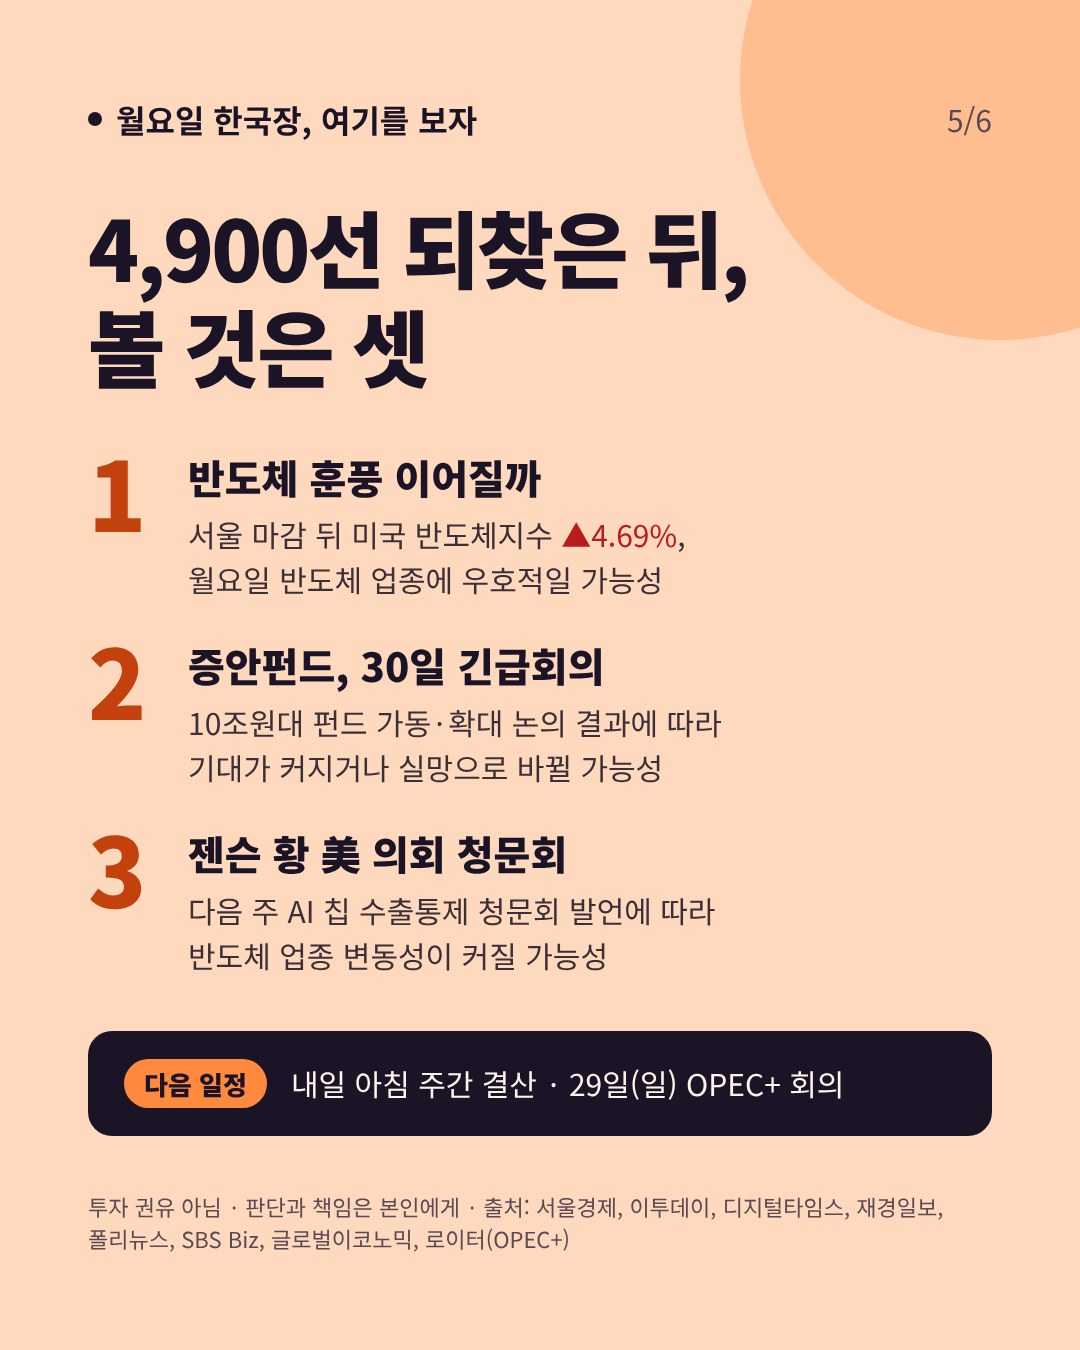 • 월요일 한국장, 여기를 보자
5/6
4,900선 되찾은 뒤,
볼 것은 셋
1
반도체 훈풍 이어질까
서울 마감 뒤 미국 반도체지수 ▲4.69%,
월요일 반도체 업종에 우호적일 가능성
2
증안펀드, 30일 긴급회의
10조원대 펀드 가동·확대 논의 결과에 따라
기대가 커지거나 실망으로 바뀔 가능성
3
젠슨 황 美 의회 청문회
다음 주 AI 칩 수출통제 청문회 발언에 따라
반도체 업종 변동성이 커질 가능성
다음 일정
내일 아침 주간 결산 · 29일(일) OPEC+ 회의
투자 권유 아님 · 판단과 책임은 본인에게 · 출처: 서울경제, 이투데이, 디지털타임스, 재경일보,
폴리뉴스, SBS Biz, 글로벌이코노믹, 로이터(OPEC+)